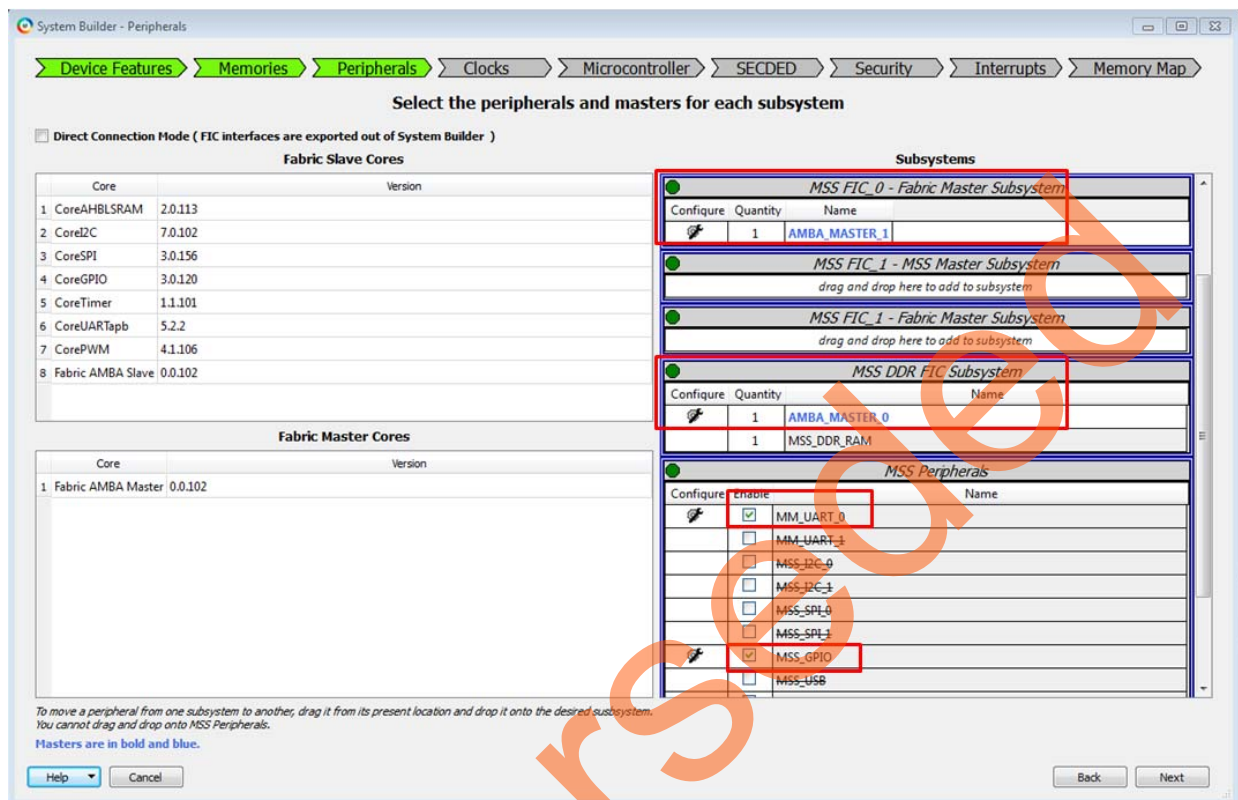 System Builder - Peripherals
Device Features Memories Peripherals Clocks Microcontroller SECDED Security Interrupts Memory Map
Select the peripherals and masters for each subsystem
Direct Connection Mode ( FIC interfaces are exported out of System Builder )
Fabric Slave Cores
Core Version
1 CoreAHBLSRAM 2.0.113
2 CoreI2C 7.0.102
3 CoreSPI 3.0.156
4 CoreGPIO 3.0.120
5 CoreTimer 1.1.101
6 CoreUARTapb 5.2.2
7 CorePWM 4.1.106
8 Fabric AMBA Slave 0.0.102
Fabric Master Cores
Core Version
1 Fabric AMBA Master 0.0.102
Subsystems
MSS FIC_0 - Fabric Master Subsystem
Configure Quantity Name
1 AMBA_MASTER_1
MSS FIC_1 - MSS Master Subsystem
drag and drop here to add to subsystem
MSS FIC_1 - Fabric Master Subsystem
drag and drop here to add to subsystem
MSS DDR FIC Subsystem
Configure Quantity Name
1 AMBA_MASTER_0
1 MSS_DDR_RAM
MSS Peripherals
Configure Enable Name
MM_UART_0
MM_UART_1
MSS_I2C_0
MSS_I2C_1
MSS_SPI_0
MSS_SPI_1
MSS_GPIO
MSS_USB
To move a peripheral from one subsystem to another, drag it from its present location and drop it onto the desired susbsystem.
You cannot drag and drop onto MSS Peripherals.
Masters are in bold and blue.
Help Cancel Back Next
rseded